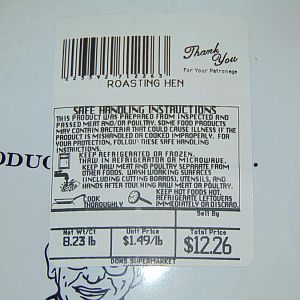 Thank You
For Your Patronage
ROASTING HEN
SAFE HANDLING INSTRUCTIONS
THIS PRODUCT WAS PREPARED FROM INSPECTED AND
PASSED MEAT AND/OR POULTRY. SOME FOOD PRODUCTS
MAY CONTAIN BACTERIA THAT COULD CAUSE ILLNESS IF THE
PRODUCT IS MISHANDLED OR COOKED IMPROPERLY. FOR
YOUR PROTECTION, FOLLOW THESE SAFE HANDLING
INSTRUCTIONS.
KEEP REFRIGERATED OR FROZEN.
THAW IN REFRIGERATOR OR MICROWAVE.
KEEP RAW MEAT AND POULTRY SEPARATE FROM
OTHER FOODS. WASH WORKING SURFACES
(INCLUDING CUTTING BOARDS), UTENSILS, AND
HANDS AFTER TOUCHING RAW MEAT OR POULTRY.
COOK THOROUGHLY
KEEP HOT FOODS HOT.
REFRIGERATE LEFTOVERS
IMMEDIATELY OR DISCARD.
Sell By
Net Wt/Ct
Unit Price
Total Price
8.23 lb
$1.49/lb
$12.26
DONS SUPERMARKET
ODUC